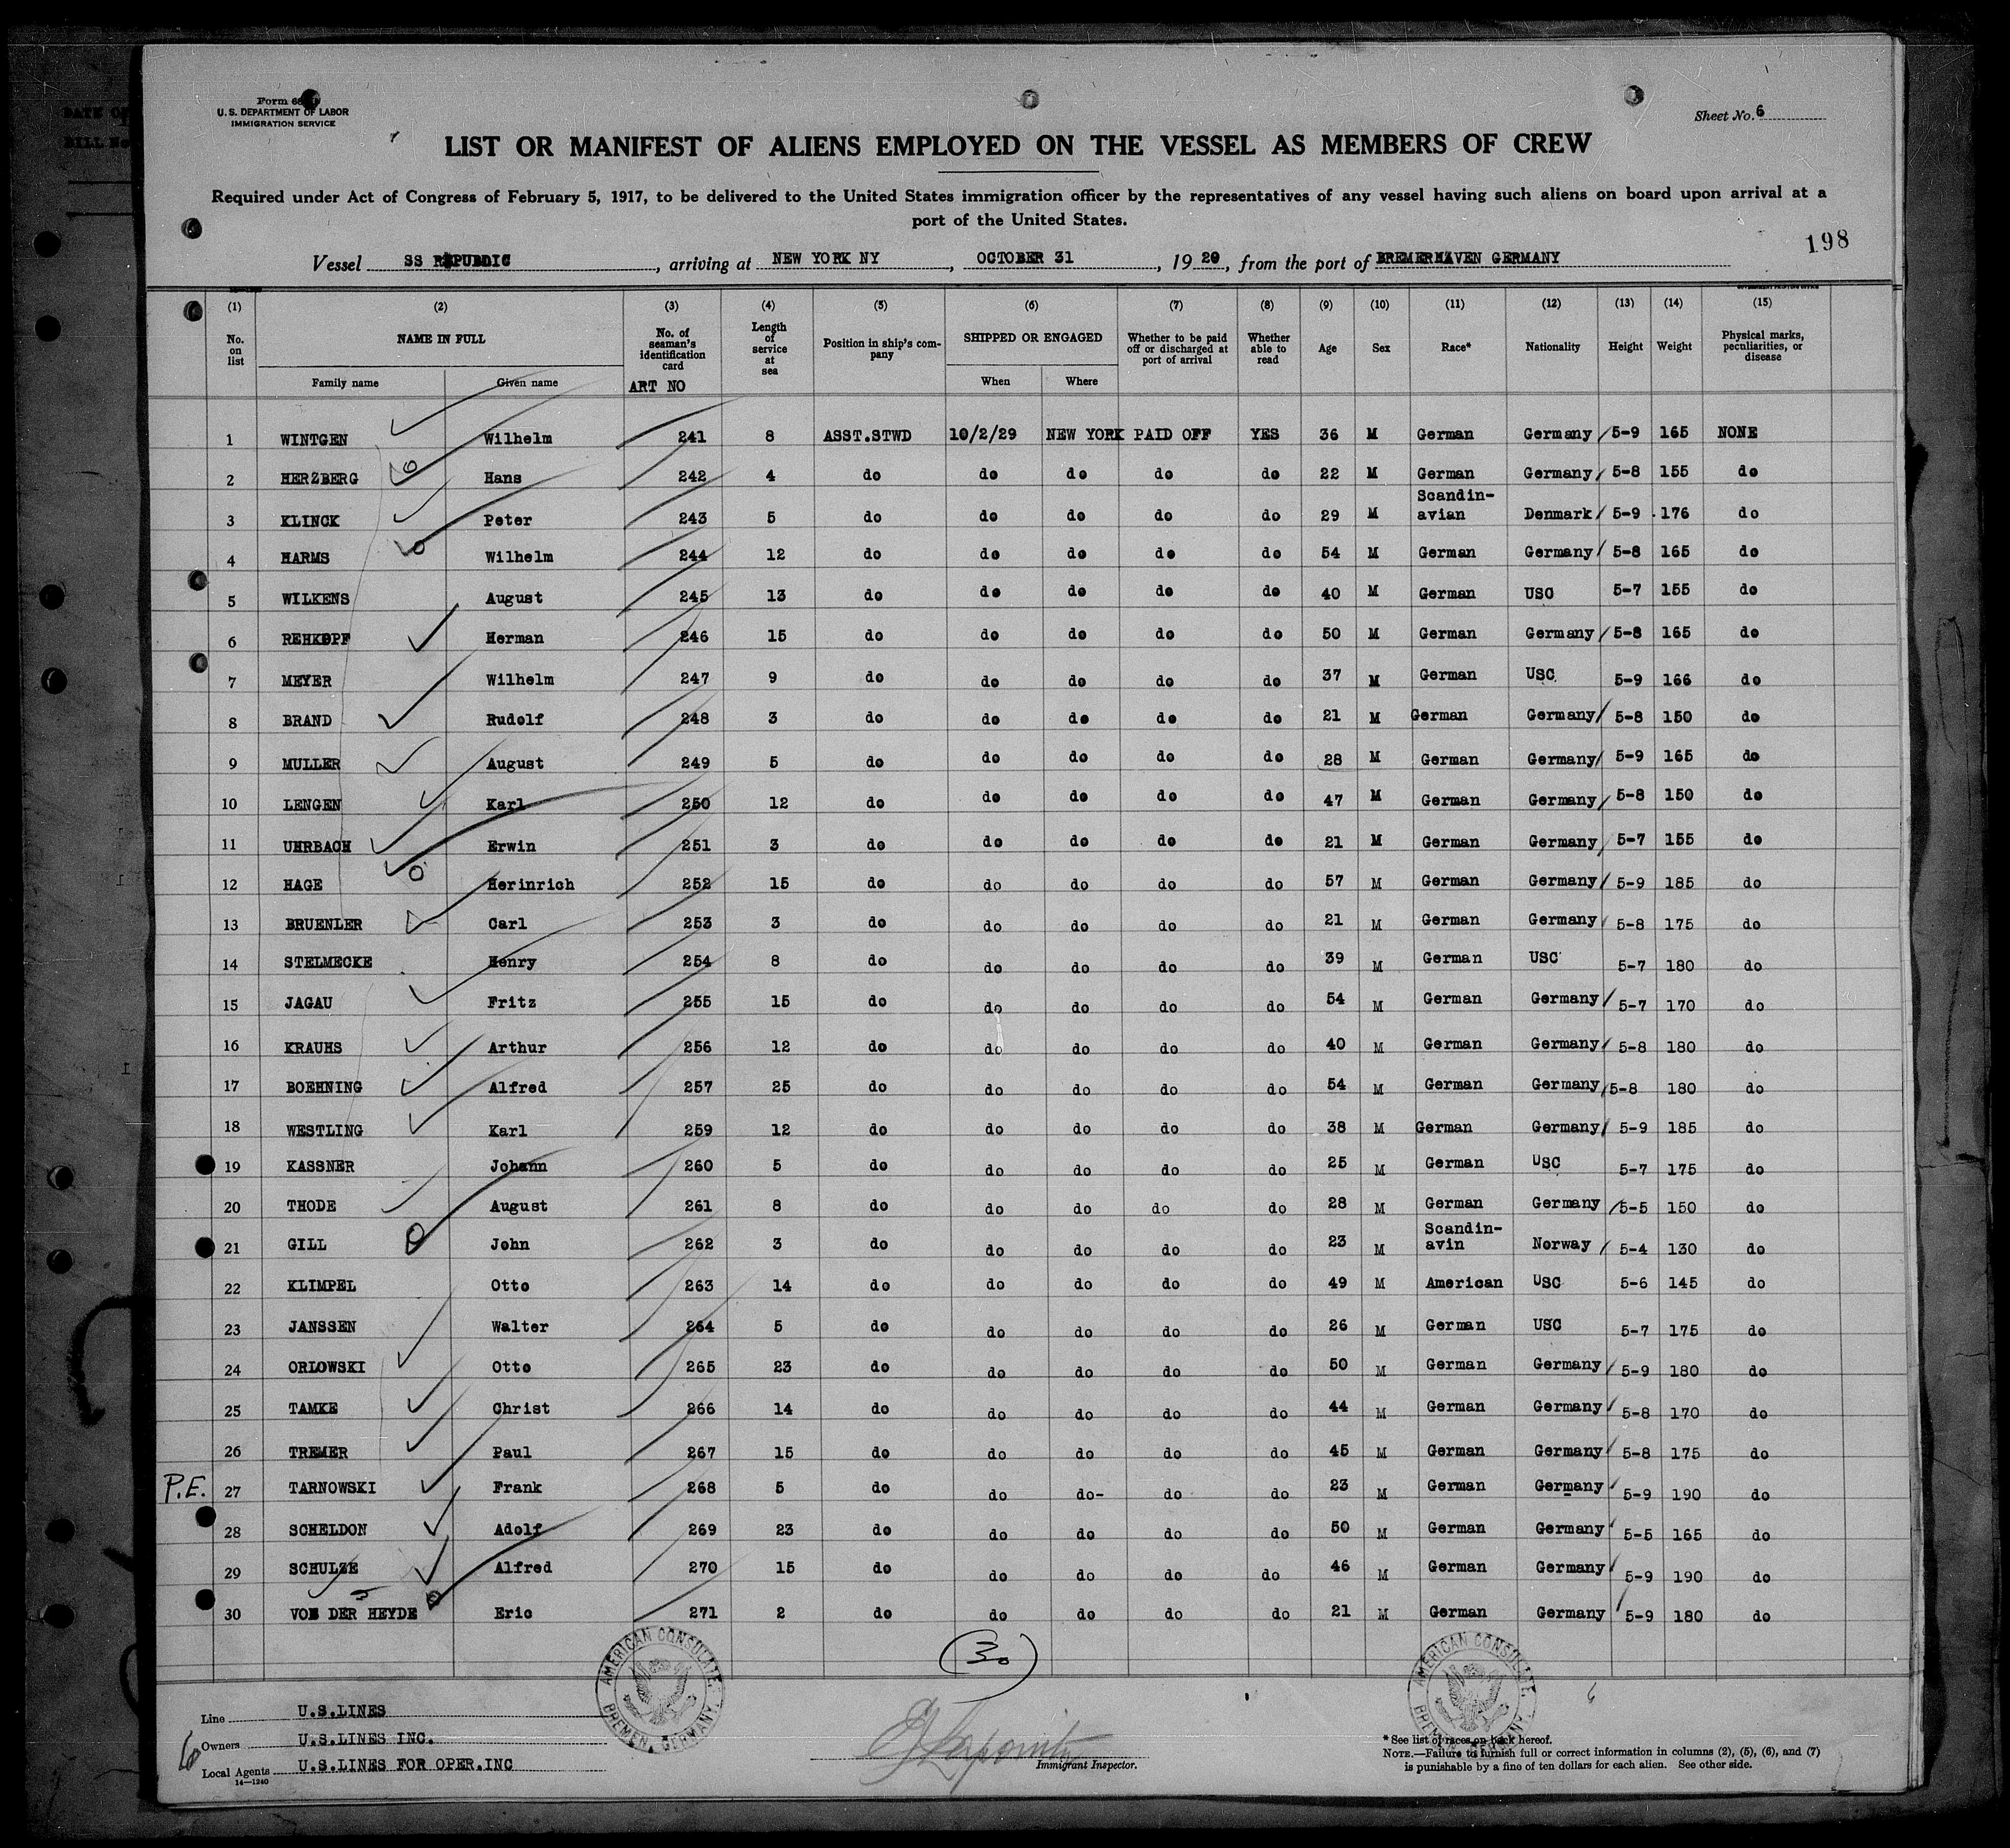 Form 68
U. S. DEPARTMENT OF LABOR
IMMIGRATION SERVICE
Sheet No. 6
LIST OR MANIFEST OF ALIENS EMPLOYED ON THE VESSEL AS MEMBERS OF CREW
Required under Act of Congress of February 5, 1917, to be delivered to the United States immigration officer by the representatives of any vessel having such aliens on board upon arrival at a
port of the United States.
198
Vessel SS REPUBLIC, arriving at NEW YORK NY, OCTOBER 31, 19 29, from the port of BREMERHAVEN GERMANY
(1) (2) (3) (4) (5) (6) (7) (8) (9) (10) (11) (12) (13) (14) (15)
No. on list NAME IN FULL Family name Given name No. of seaman's identification card ART NO Length of service at sea Position in ship's company SHIPPED OR ENGAGED When Where Whether to be paid off or discharged at port of arrival Whether able to read Age Sex Race* Nationality Height Weight Physical marks, peculiarities, or disease
1 WINTGEN Wilhelm 241 8 ASST.STWD 10/2/29 NEW YORK PAID OFF YES 36 M German Germany 5-9 165 NONE
2 HERZBERG Hans 242 4 do do do do do 22 M German Germany 5-8 155 do
3 KLINCK Peter 243 5 do do do do do 29 M Scandin-avian Denmark 5-9 176 do
4 HARMS Wilhelm 244 12 do do do do do 54 M German Germany 5-8 165 do
5 WILKENS August 245 13 do do do do do 40 M German USC 5-7 155 do
6 REHKOPF Herman 246 15 do do do do do 50 M German Germany 5-8 165 do
7 MEYER Wilhelm 247 9 do do do do do 37 M German USC 5-9 166 do
8 BRAND Rudolf 248 3 do do do do do 21 M German Germany 5-8 150 do
9 MULLER August 249 5 do do do do do 28 M German Germany 5-9 165 do
10 LENGEN Karl 250 12 do do do do do 47 M German Germany 5-8 150 do
11 UHRBACH Erwin 251 3 do do do do do 21 M German Germany 5-7 155 do
12 HAGE Herinrich 252 15 do do do do do 57 M German Germany 5-9 185 do
13 BRUENLER Carl 253 3 do do do do do 21 M German Germany 5-8 175 do
14 STELMECKE Henry 254 8 do do do do do 39 M German USC 5-7 180 do
15 JAGAU Fritz 255 15 do do do do do 54 M German Germany 5-7 170 do
16 KRAUHS Arthur 256 12 do do do do do 40 M German Germany 5-8 180 do
17 BOEHNING Alfred 257 25 do do do do do 54 M German Germany 5-8 180 do
18 WESTLING Karl 259 12 do do do do do 38 M German Germany 5-9 185 do
19 KASSNER Johann 260 5 do do do do do 25 M German USC 5-7 175 do
20 THODE August 261 8 do do do do do 28 M German Germany 5-5 150 do
21 GILL John 262 3 do do do do do 23 M Scandin-avin Norway 5-4 130 do
22 KLIMPEL Otto 263 14 do do do do do 49 M American USC 5-6 145 do
23 JANSSEN Walter 264 5 do do do do do 26 M German USC 5-7 175 do
24 ORLOWSKI Otto 265 23 do do do do do 50 M German Germany 5-9 180 do
25 TAMKE Christ 266 14 do do do do do 44 M German Germany 5-8 170 do
26 TREMER Paul 267 15 do do do do do 45 M German Germany 5-8 175 do
P.E. 27 TARNOWSKI Frank 268 5 do do do- do do 23 M German Germany 5-9 190 do
28 SCHELDON Adolf 269 23 do do do do do 50 M German Germany 5-5 165 do
29 SCHULZE Alfred 270 15 do do do do do 46 M German Germany 5-9 190 do
30 VON DER HEYDE Eric 271 2 do do do do do 21 M German Germany 5-9 180 do
(30)
AMERICAN CONSULATE, BREMEN, GERMANY.
AMERICAN CONSULATE, BREMEN, GERMANY.
Line U.S.LINES
Owners U.S.LINES INC.
Local Agents U.S.LINES FOR OPER.INC
14—1240
Immigrant Inspector.
* See list of races on back hereof.
NOTE.—Failure to furnish full or correct information in columns (2), (5), (6), and (7)
is punishable by a fine of ten dollars for each alien. See other side.